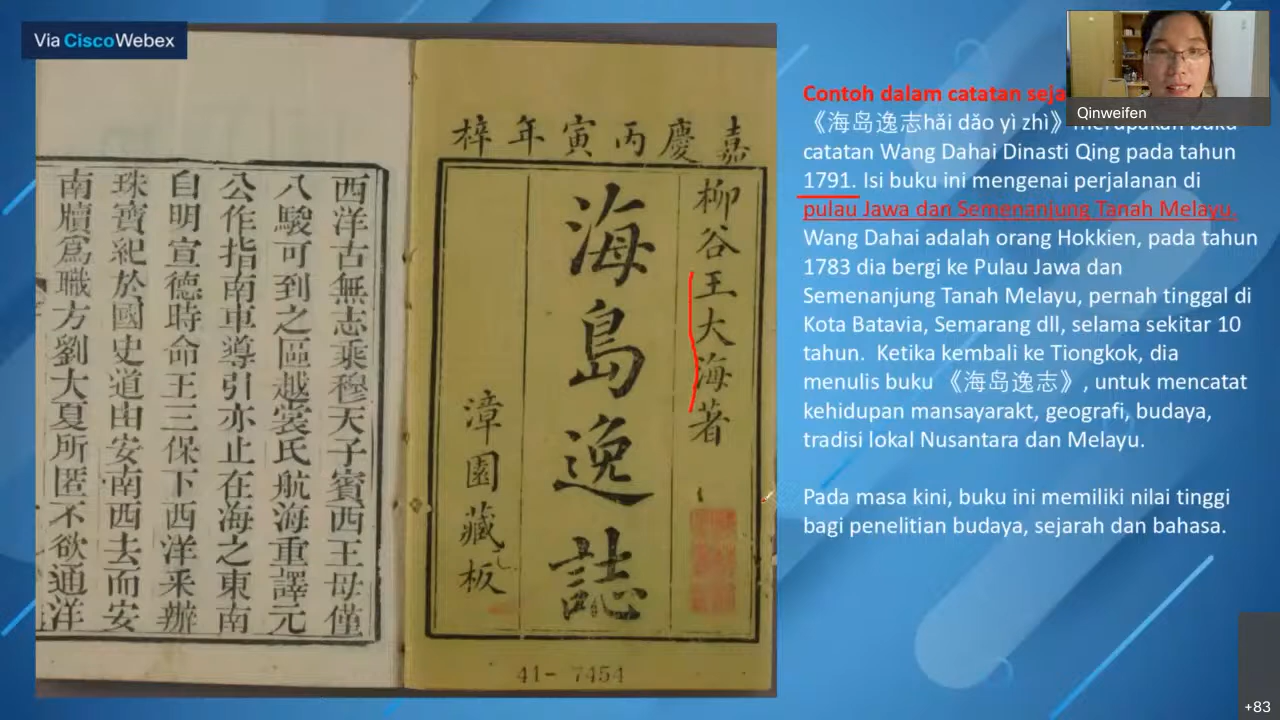 Via CiscoWebex
嘉慶丙寅年梓
柳谷王大海著
海島逸誌
漳園藏板
41- 7454
西洋古無志乘穆天子賓西王母僅
八駿可到之區越裳氏航海重譯元
公作指南車導引亦止在海之東南
自明宣德時命王三保下西洋采辦
珠寶紀於國史道由安南西去而安
南牘爲職方劉大夏所匿不欲通洋
Contoh dalam catatan
《海岛逸志hǎi dǎo yì zhì》 merupakan buku
catatan Wang Dahai Dinasti Qing pada tahun
1791. Isi buku ini mengenai perjalanan di
pulau Jawa dan Semenanjung Tanah Melayu.
Wang Dahai adalah orang Hokkien, pada tahun
1783 dia bergi ke Pulau Jawa dan
Semenanjung Tanah Melayu, pernah tinggal di
Kota Batavia, Semarang dll, selama sekitar 10
tahun. Ketika kembali ke Tiongkok, dia
menulis buku 《海岛逸志》, untuk mencatat
kehidupan mansayarakt, geografi, budaya,
tradisi lokal Nusantara dan Melayu.
Pada masa kini, buku ini memiliki nilai tinggi
bagi penelitian budaya, sejarah dan bahasa.
Qinweifen
+83